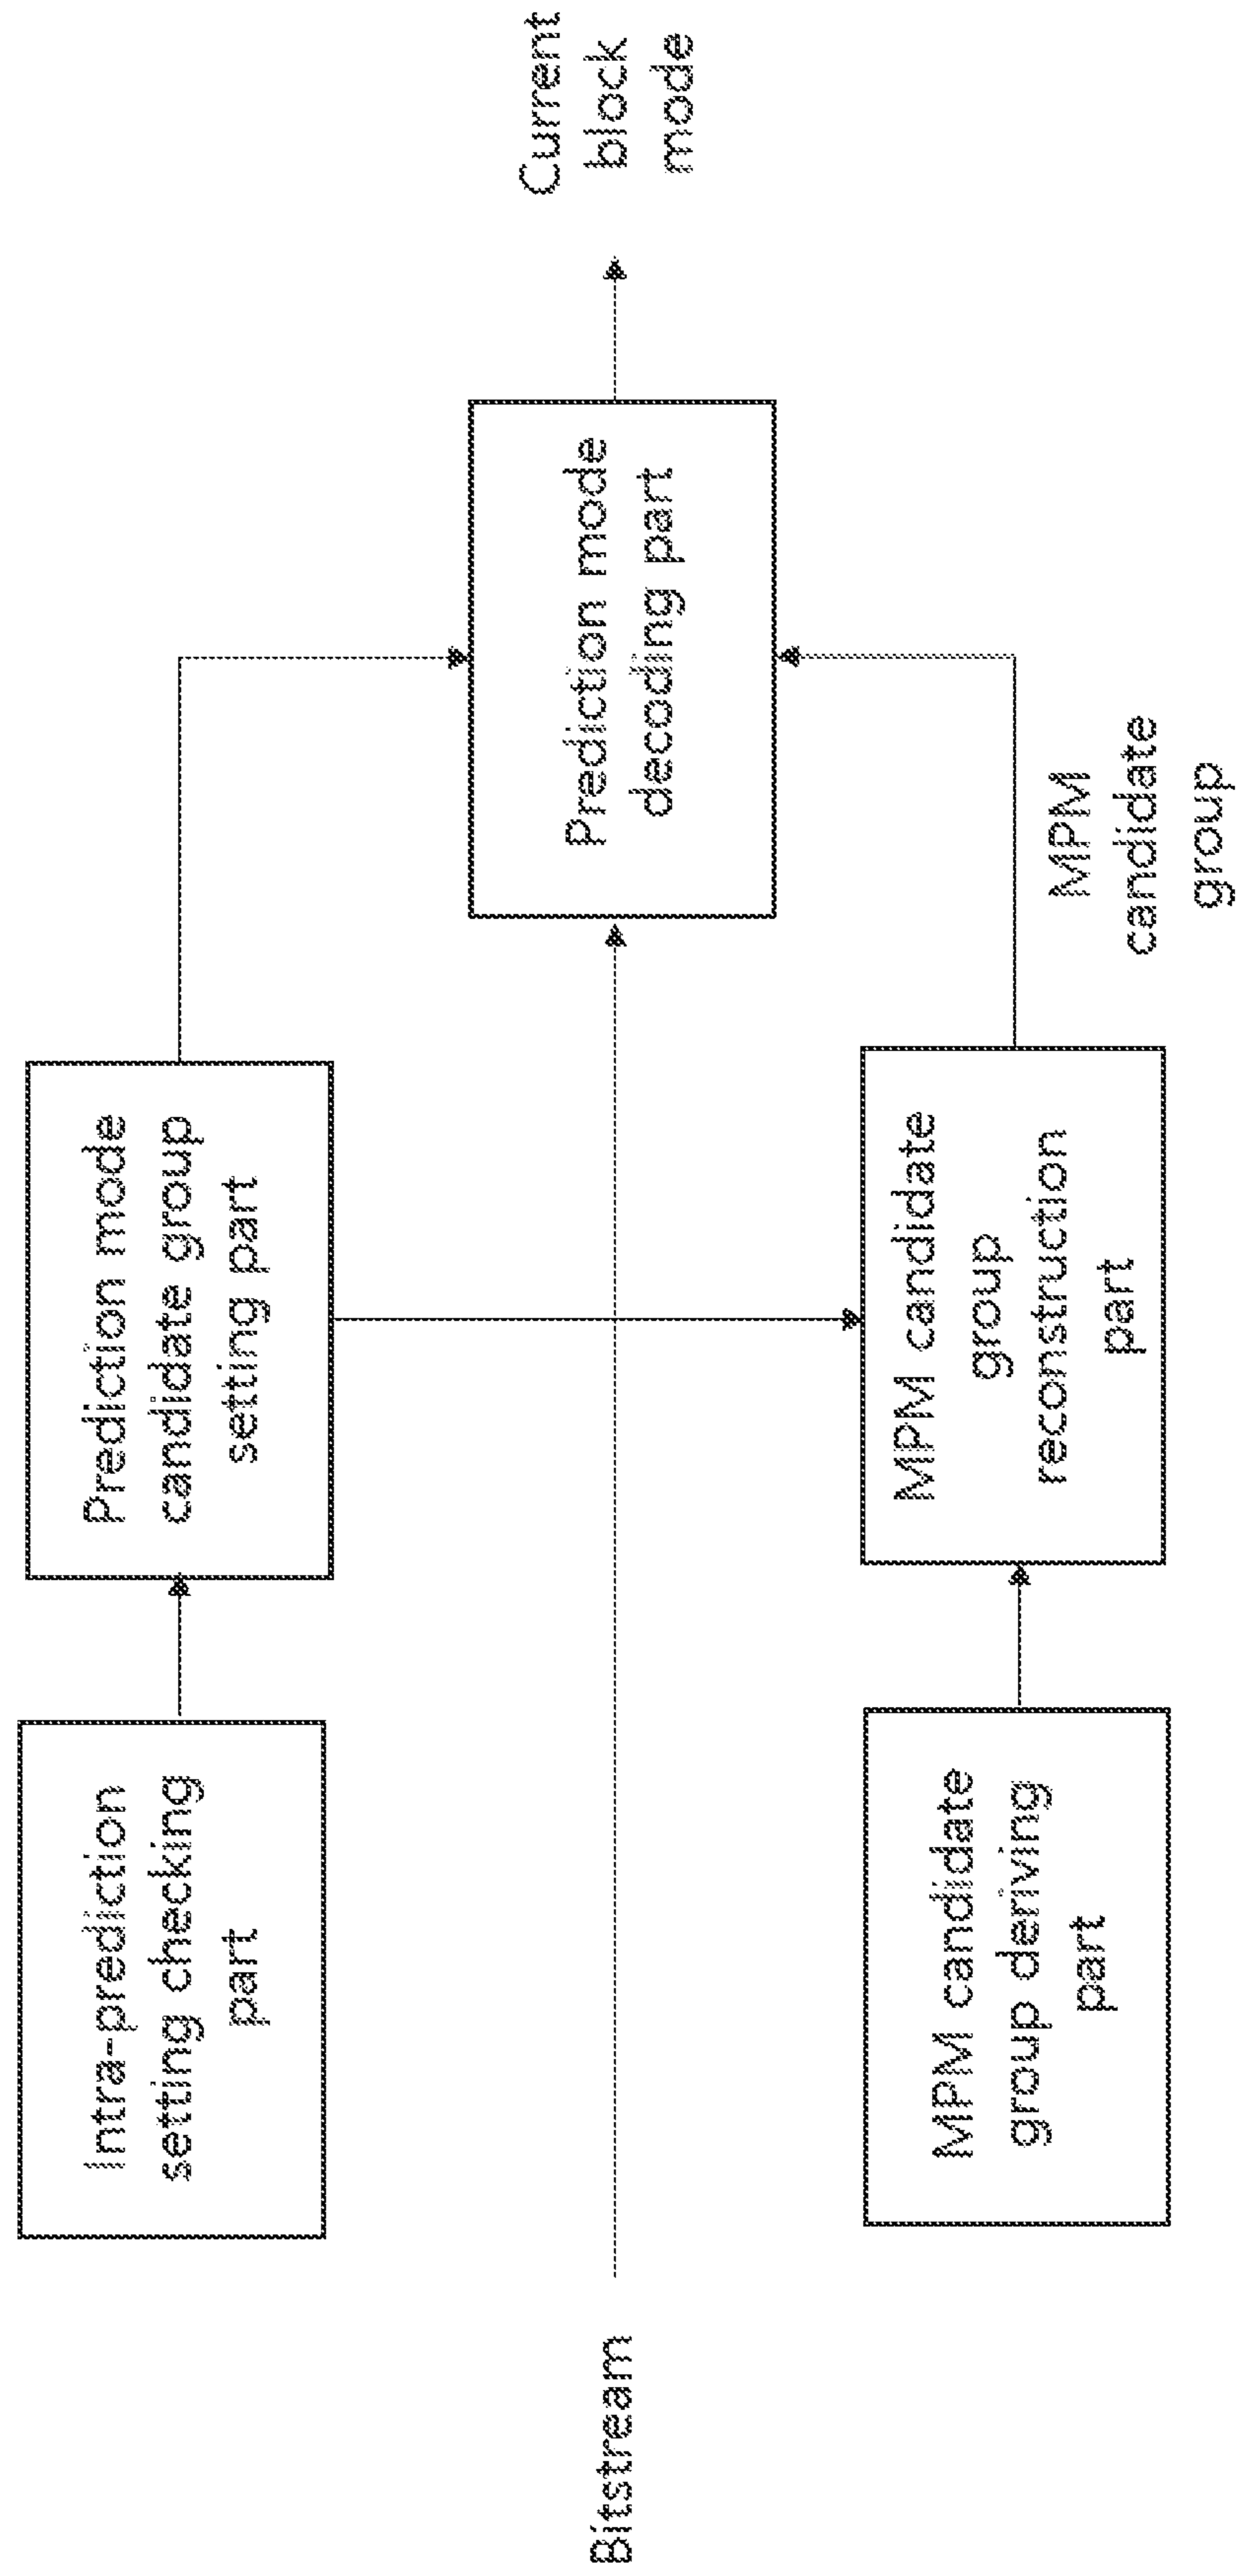 Intra-prediction
setting checking
part
Prediction mode
candidate group
setting part
Bitstream
Prediction mode
decoding part
Current
block
mode
MPM candidate
group deriving
part
MPM candidate
group
reconstruction
part
MPM
candidate
group